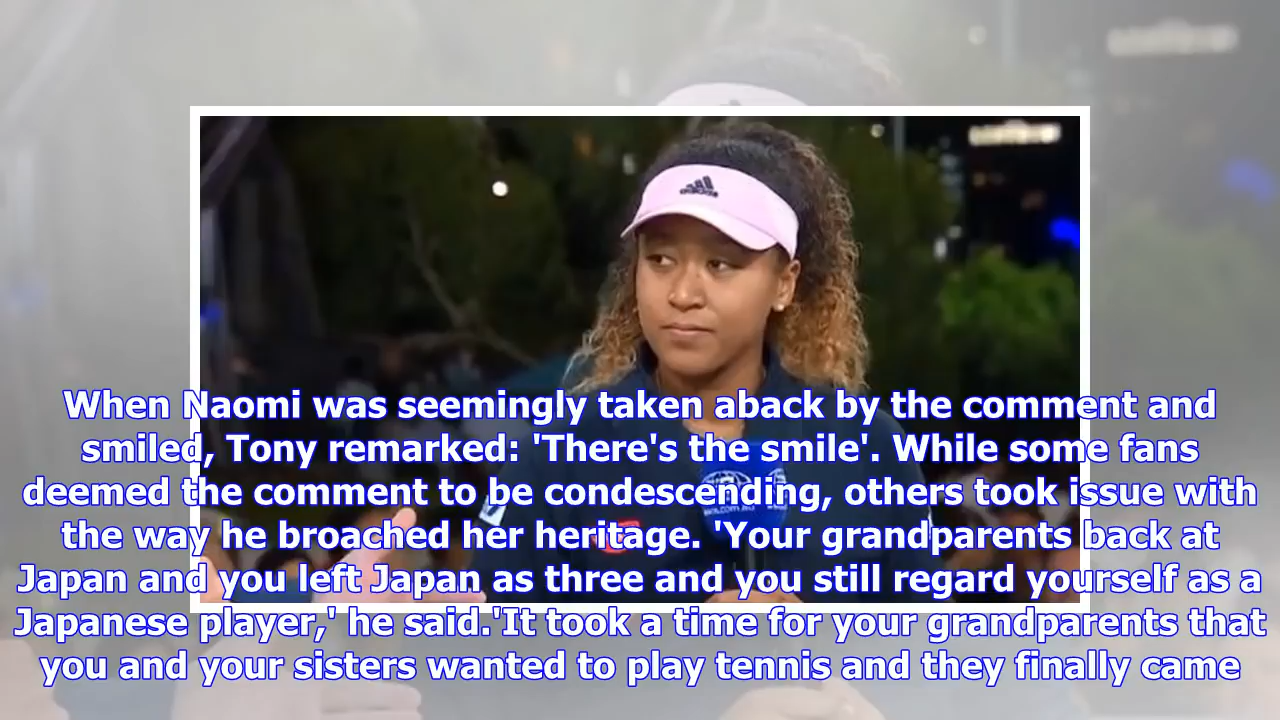 adidas
When Naomi was seemingly taken aback by the comment and
smiled, Tony remarked: 'There's the smile'. While some fans
deemed the comment to be condescending, others took issue with
the way he broached her heritage. 'Your grandparents back at
Japan and you left Japan as three and you still regard yourself as a
Japanese player,' he said.'It took a time for your grandparents that
you and your sisters wanted to play tennis and they finally came